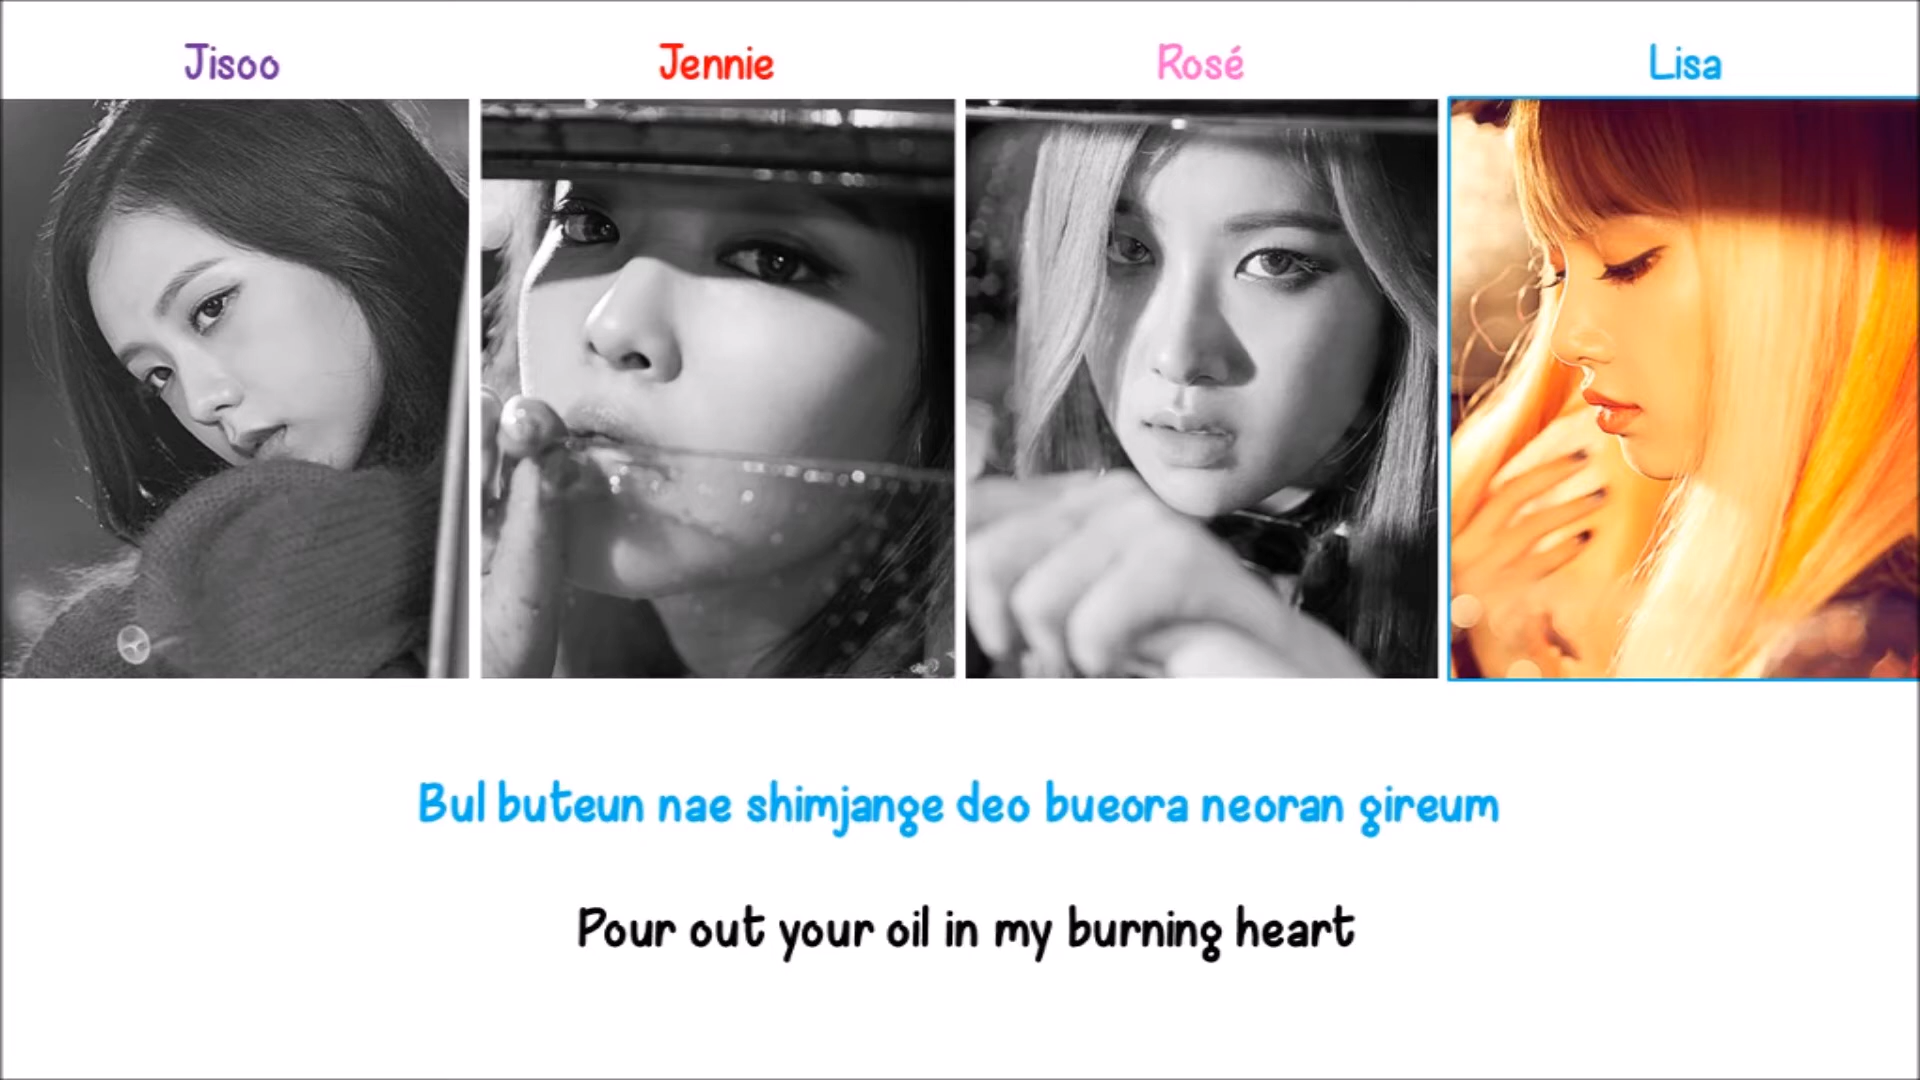 Jisoo Jennie Rosé Lisa
Bul buteun nae shimjange deo bueora neoran gireum
Pour out your oil in my burning heart